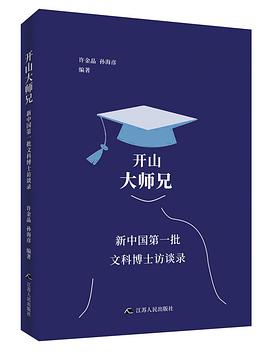 许金晶 孙海彦
编著
开山
大师兄
新中国第一批
文科博士访谈录
江苏人民出版社
开山大师兄
新中国第一批文科博士访谈录
许金晶 孙海彦 编著
江苏人民出版社